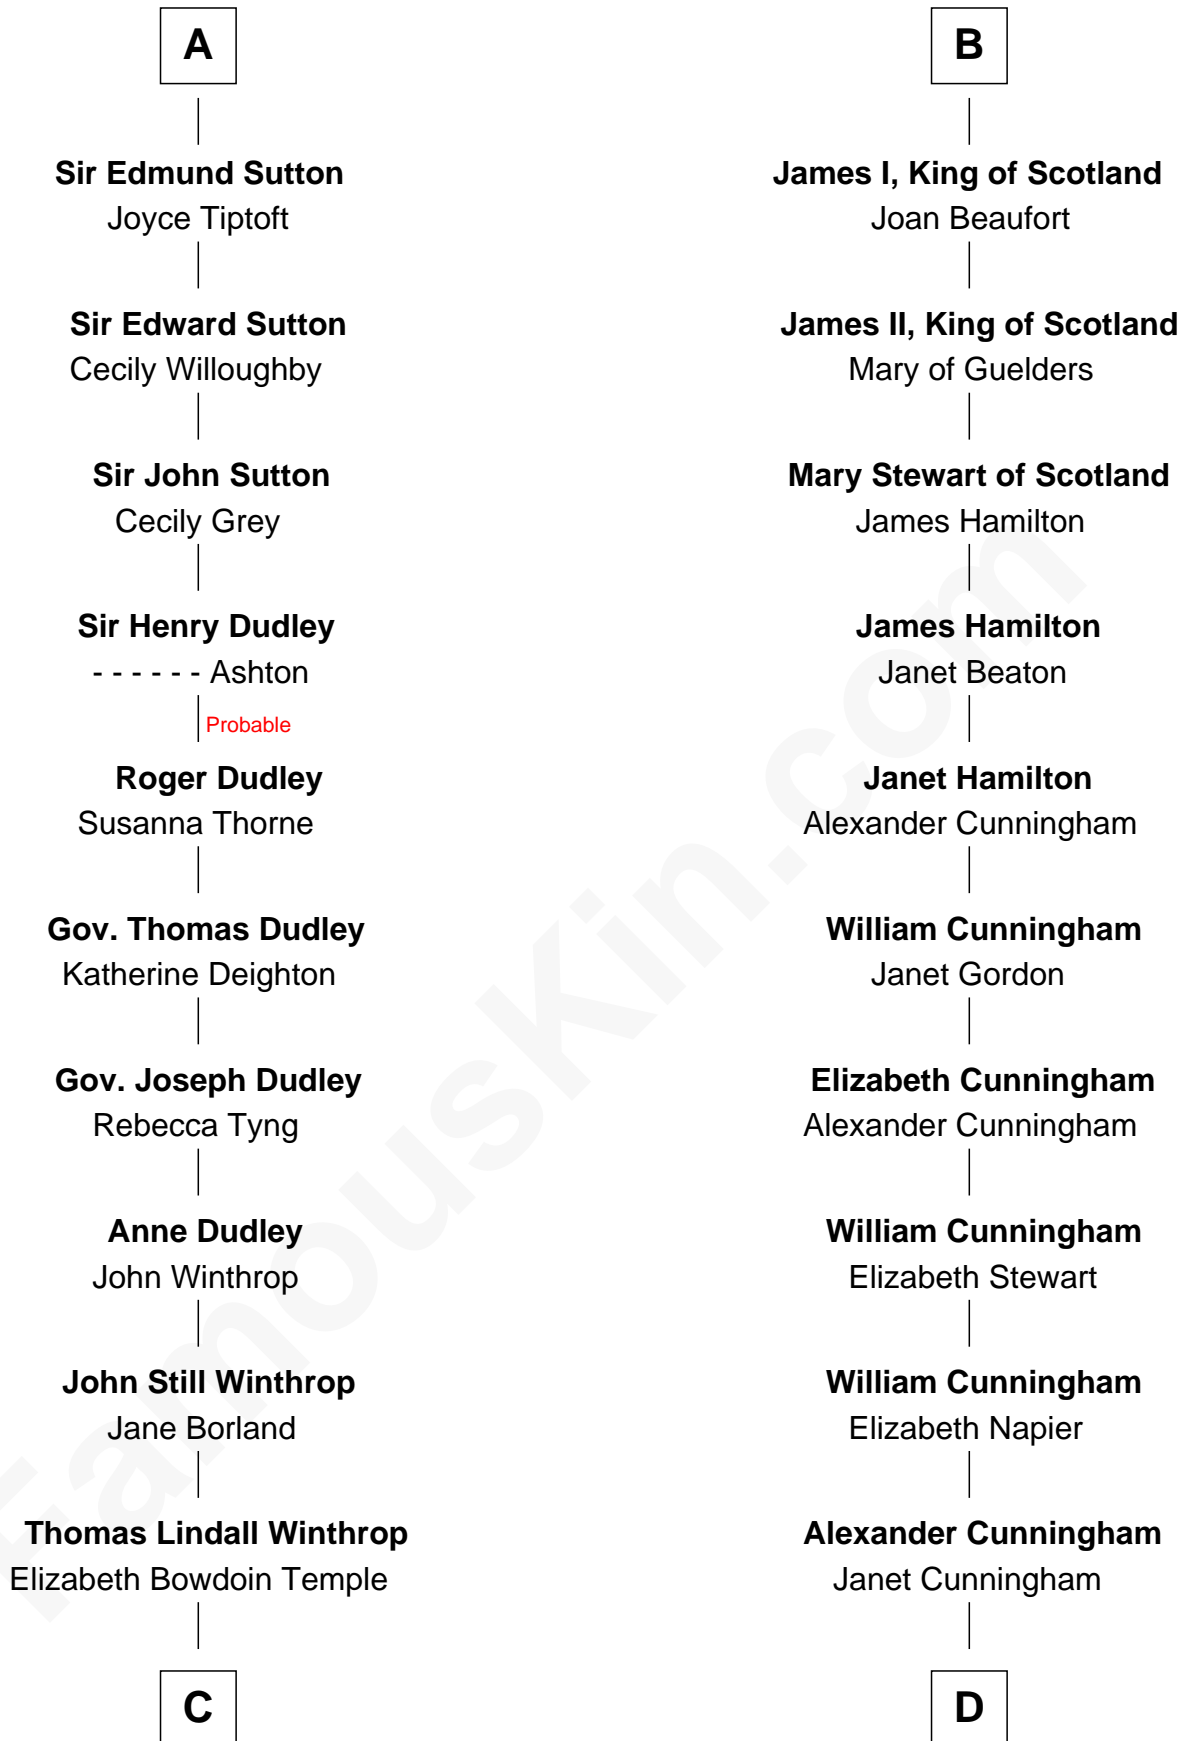 A
Sir Edmund Sutton
Joyce Tiptoft
Sir Edward Sutton
Cecily Willoughby
Sir John Sutton
Cecily Grey
Sir Henry Dudley
- - - - - - Ashton
Probable
Roger Dudley
Susanna Thorne
Gov. Thomas Dudley
Katherine Deighton
Gov. Joseph Dudley
Rebecca Tyng
Anne Dudley
John Winthrop
John Still Winthrop
Jane Borland
Thomas Lindall Winthrop
Elizabeth Bowdoin Temple
C
B
James I, King of Scotland
Joan Beaufort
James II, King of Scotland
Mary of Guelders
Mary Stewart of Scotland
James Hamilton
James Hamilton
Janet Beaton
Janet Hamilton
Alexander Cunningham
William Cunningham
Janet Gordon
Elizabeth Cunningham
Alexander Cunningham
William Cunningham
Elizabeth Stewart
William Cunningham
Elizabeth Napier
Alexander Cunningham
Janet Cunningham
D
FamousKin.com